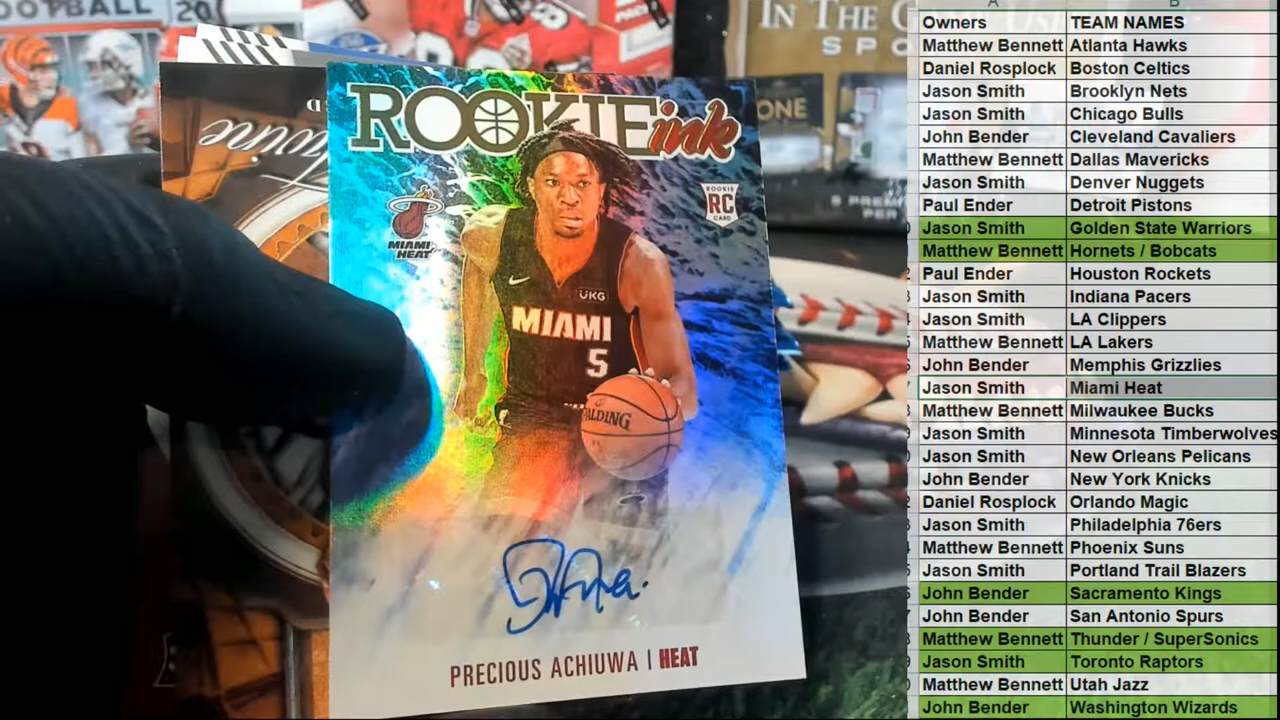 FOOTBALL 20
IN THE G
SPO
ONE
ROOKIE ink
ROOKIE
RC
CARD
MIAMI
HEAT
UKG
MIAMI
5
SPALDING
PRECIOUS ACHIUWA | HEAT
A B
Owners TEAM NAMES
Matthew Bennett Atlanta Hawks
Daniel Rosplock Boston Celtics
Jason Smith Brooklyn Nets
Jason Smith Chicago Bulls
John Bender Cleveland Cavaliers
Matthew Bennett Dallas Mavericks
Jason Smith Denver Nuggets
Paul Ender Detroit Pistons
Jason Smith Golden State Warriors
Matthew Bennett Hornets / Bobcats
Paul Ender Houston Rockets
Jason Smith Indiana Pacers
Jason Smith LA Clippers
Matthew Bennett LA Lakers
John Bender Memphis Grizzlies
Jason Smith Miami Heat
Matthew Bennett Milwaukee Bucks
Jason Smith Minnesota Timberwolves
Jason Smith New Orleans Pelicans
John Bender New York Knicks
Daniel Rosplock Orlando Magic
Jason Smith Philadelphia 76ers
Matthew Bennett Phoenix Suns
Jason Smith Portland Trail Blazers
John Bender Sacramento Kings
John Bender San Antonio Spurs
Matthew Bennett Thunder / SuperSonics
Jason Smith Toronto Raptors
Matthew Bennett Utah Jazz
John Bender Washington Wizards